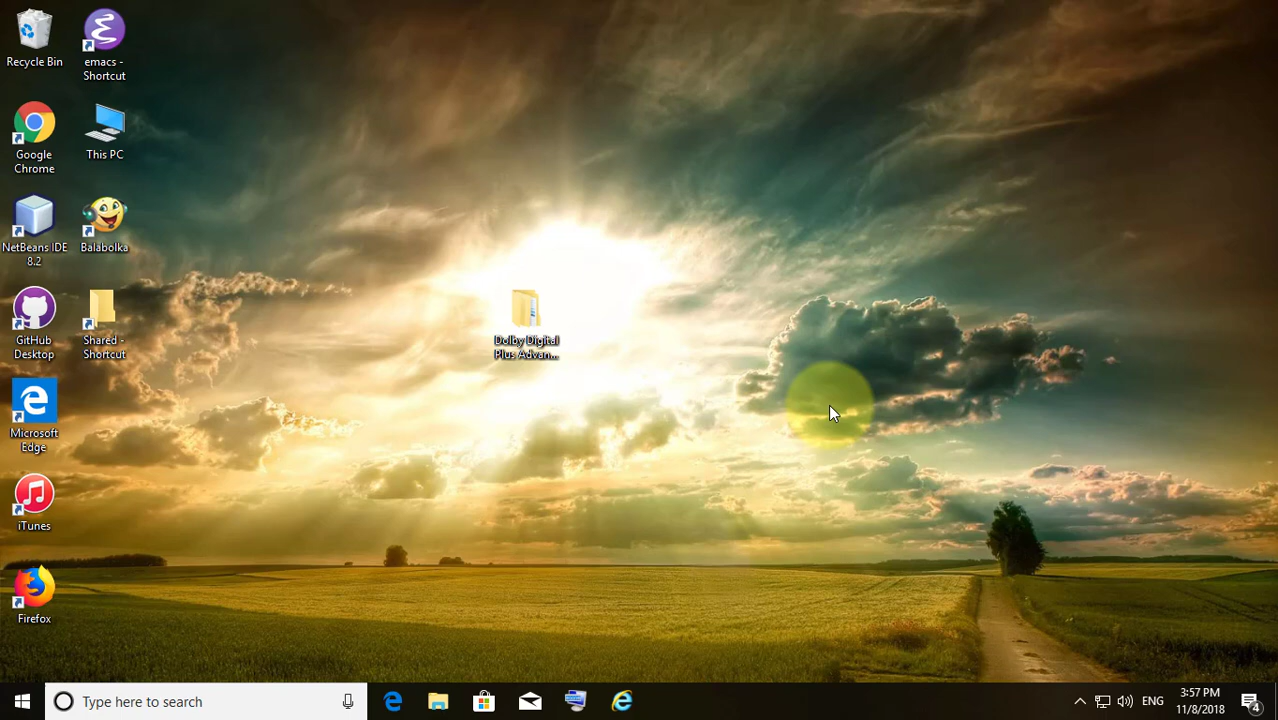 Recycle Bin
emacs -
Shortcut
Google
Chrome
This PC
NetBeans IDE
8.2
Balabolka
GitHub
Desktop
Shared -
Shortcut
Dolby Digital
Plus Advan...
Microsoft
Edge
iTunes
Firefox
Type here to search
ENG
3:57 PM
11/8/2018
4